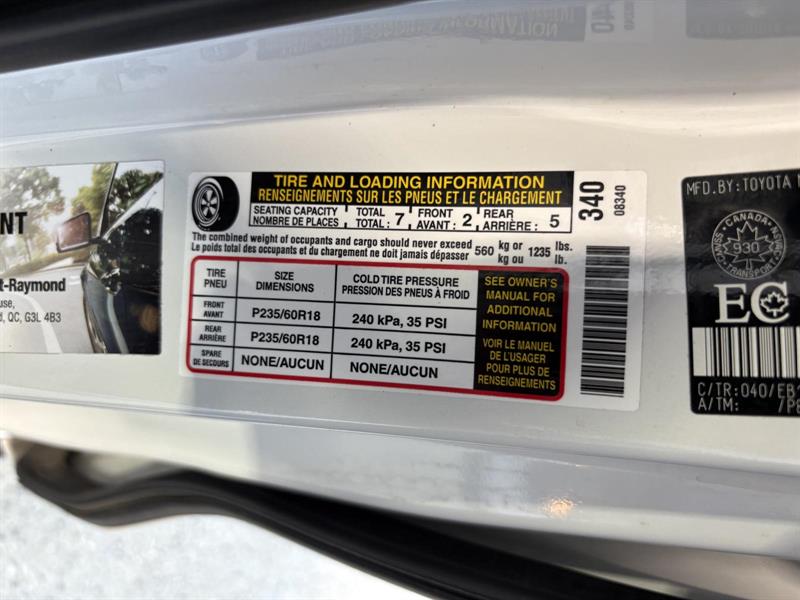 NT
t-Raymond
use,
d, QC, G3L 4B3
TIRE AND LOADING INFORMATION
RENSEIGNEMENTS SUR LES PNEUS ET LE CHARGEMENT
SEATING CAPACITY
NOMBRE DE PLACES
TOTAL
TOTAL : 7
FRONT
AVANT : 2
REAR
ARRIÈRE : 5
The combined weight of occupants and cargo should never exceed 560 kg or 1235 lbs.
Le poids total des occupants et du chargement ne doit jamais dépasser kg ou lb.
TIRE
PNEU
SIZE
DIMENSIONS
COLD TIRE PRESSURE
PRESSION DES PNEUS À FROID
FRONT
AVANT
P235/60R18
240 kPa, 35 PSI
REAR
ARRIÈRE
P235/60R18
240 kPa, 35 PSI
SPARE
DE SECOURS
NONE/AUCUN
NONE/AUCUN
SEE OWNER'S
MANUAL FOR
ADDITIONAL
INFORMATION
VOIR LE MANUEL
DE L'USAGER
POUR PLUS DE
RENSEIGNEMENTS
340
08340
MFD.BY:TOYOTA M
CANADA
930
TRANSPORT
EC
C/TR:040/EB
A/TM: /P8